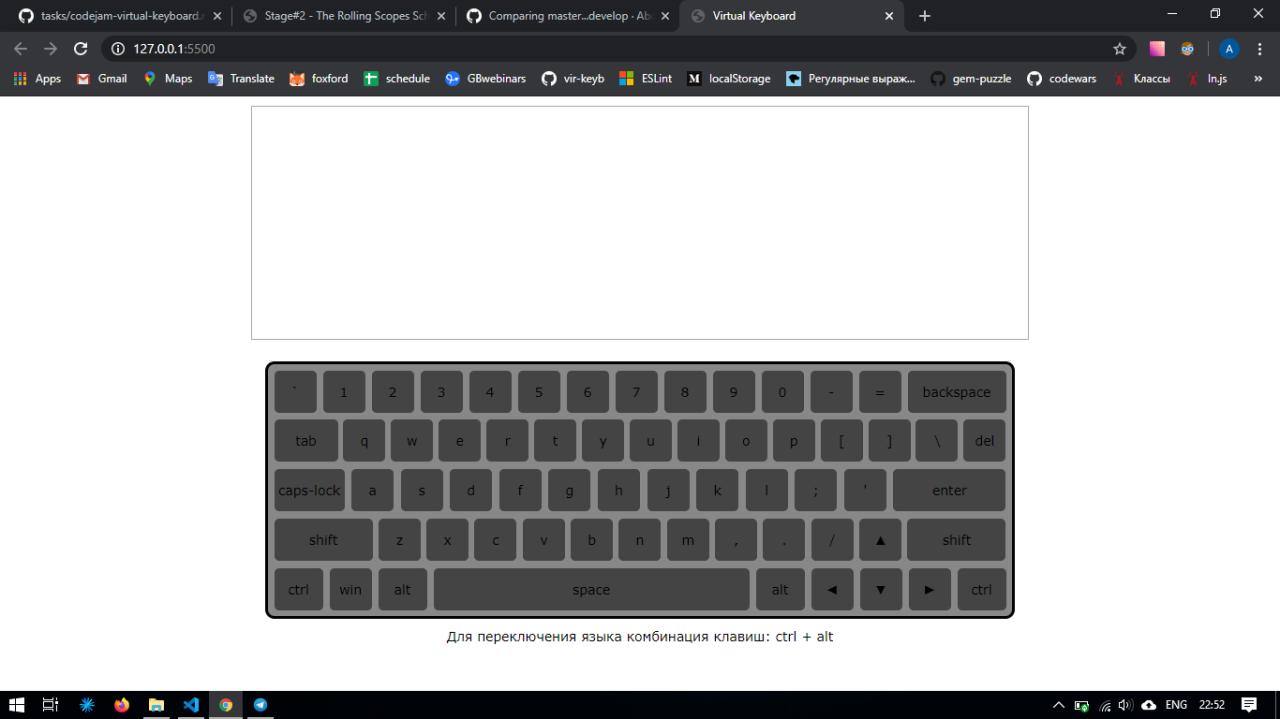 tasks/codejam-virtual-keyboard.
Stage#2 - The Rolling Scopes Sch
Comparing master...develop · Abo
Virtual Keyboard
127.0.0.1:5500
A
Apps Gmail Maps Translate foxford schedule GBwebinars vir-keyb ESLint M localStorage Регулярные выраж... gem-puzzle codewars Классы ln.js »
` 1 2 3 4 5 6 7 8 9 0 - = backspace
tab q w e r t y u i o p [ ] \ del
caps-lock a s d f g h j k l ; ' enter
shift z x c v b n m , . / ▲ shift
ctrl win alt space alt ◄ ▼ ► ctrl
Для переключения языка комбинация клавиш: ctrl + alt
ENG 22:52